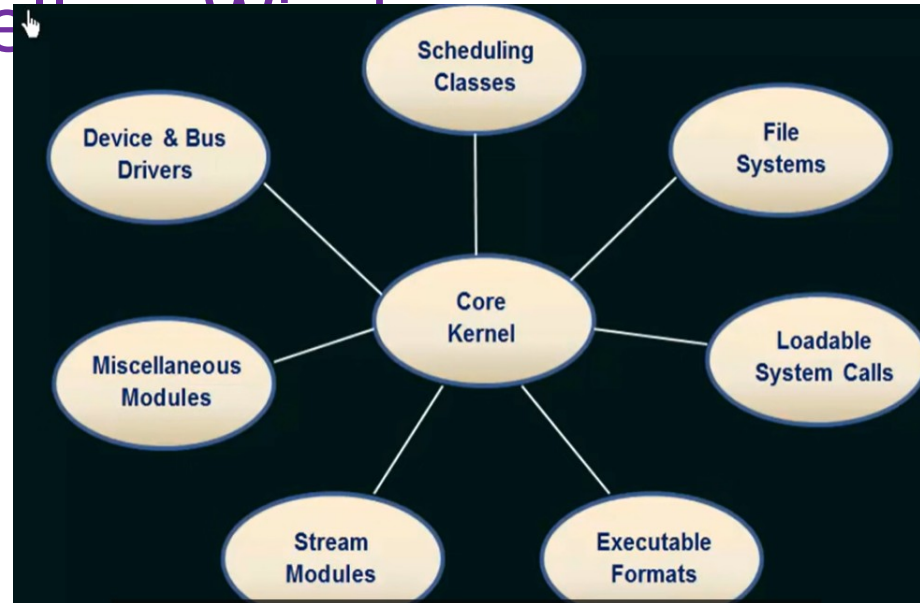 Scheduling
Classes
Device & Bus
Drivers
File
Systems
Core
Kernel
Miscellaneous
Modules
Loadable
System Calls
Stream
Modules
Executable
Formats